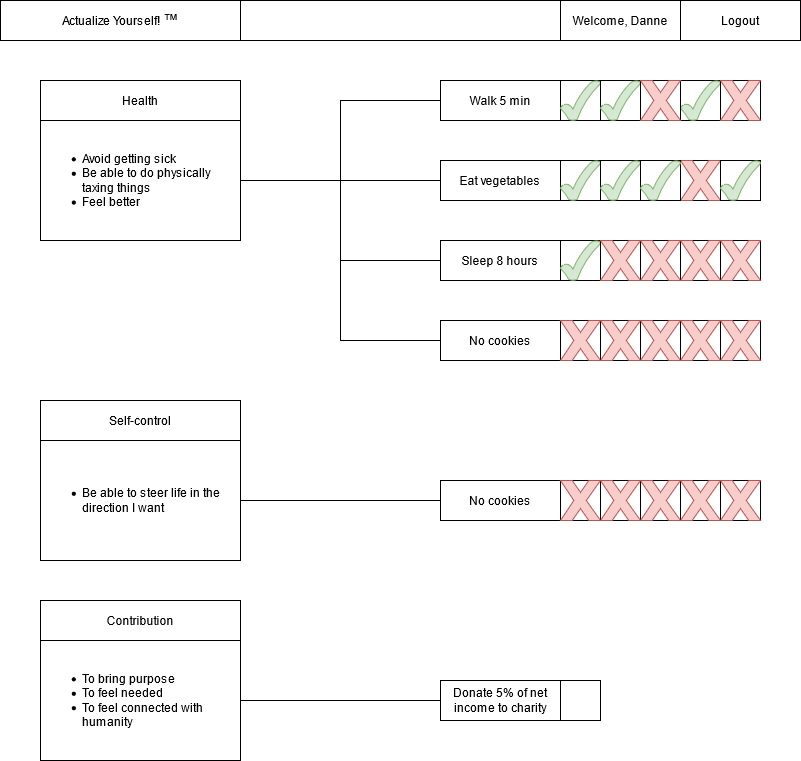 Actualize Yourself! ™
Welcome, Danne
Logout
Health
• Avoid getting sick
• Be able to do physically
taxing things
• Feel better
Walk 5 min
Eat vegetables
Sleep 8 hours
No cookies
Self-control
• Be able to steer life in the
direction I want
No cookies
Contribution
• To bring purpose
• To feel needed
• To feel connected with
humanity
Donate 5% of net
income to charity